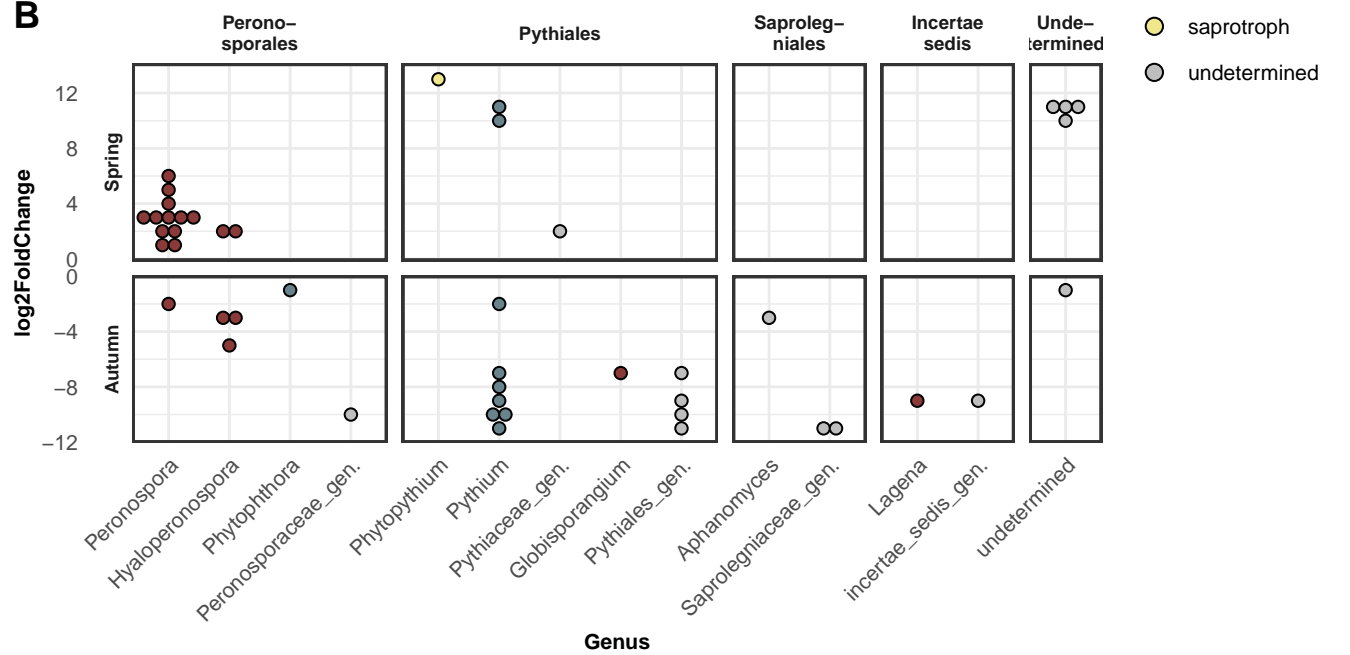 B
Perono–
sporales
Pythiales
Saproleg–
niales
Incertae
sedis
Unde–
termined
saprotroph
undetermined
log2FoldChange
Spring
12
8
4
0
Autumn
0
–4
–8
–12
Peronospora
Hyaloperonospora
Phytophthora
Peronosporaceae_gen.
Phytopythium
Pythium
Pythiaceae_gen.
Globisporangium
Pythiales_gen.
Aphanomyces
Saprolegniaceae_gen.
Lagena
incertae_sedis_gen.
undetermined
Genus